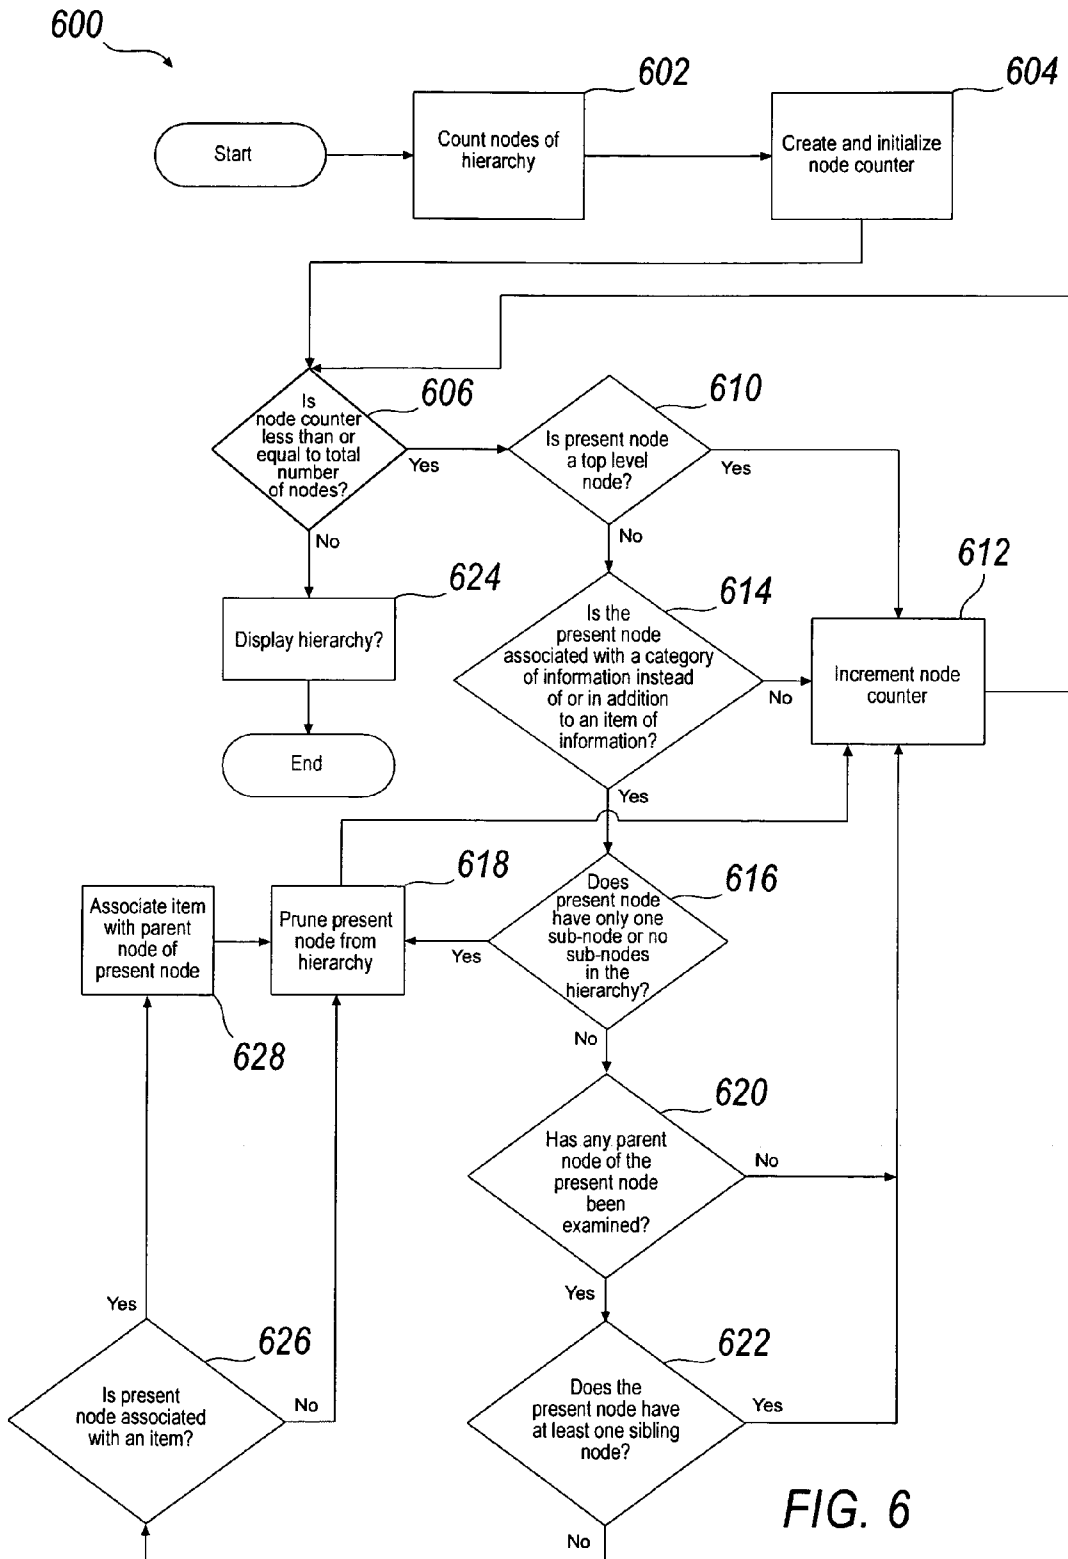 600
602
604
Start
Count nodes of
hierarchy
Create and initialize
node counter
606
610
Is
node counter
less than or
equal to total
number
of nodes?
Yes
Is present node
a top level
node?
Yes
No
No
612
624
614
Display hierarchy?
Is the
present node
associated with a category
of information instead
of or in addition
to an item of
information?
No
Increment node
counter
End
Yes
618
616
Associate item
with parent
node of
present node
Prune present
node from
hierarchy
Yes
Does
present node
have only one
sub-node or no
sub-nodes
in the
hierarchy?
628
No
620
Has any parent
node of the
present node
been
examined?
No
Yes
Yes
626
622
Is present
node associated
with an item?
No
Does the
present node have
at least one sibling
node?
Yes
No
FIG. 6